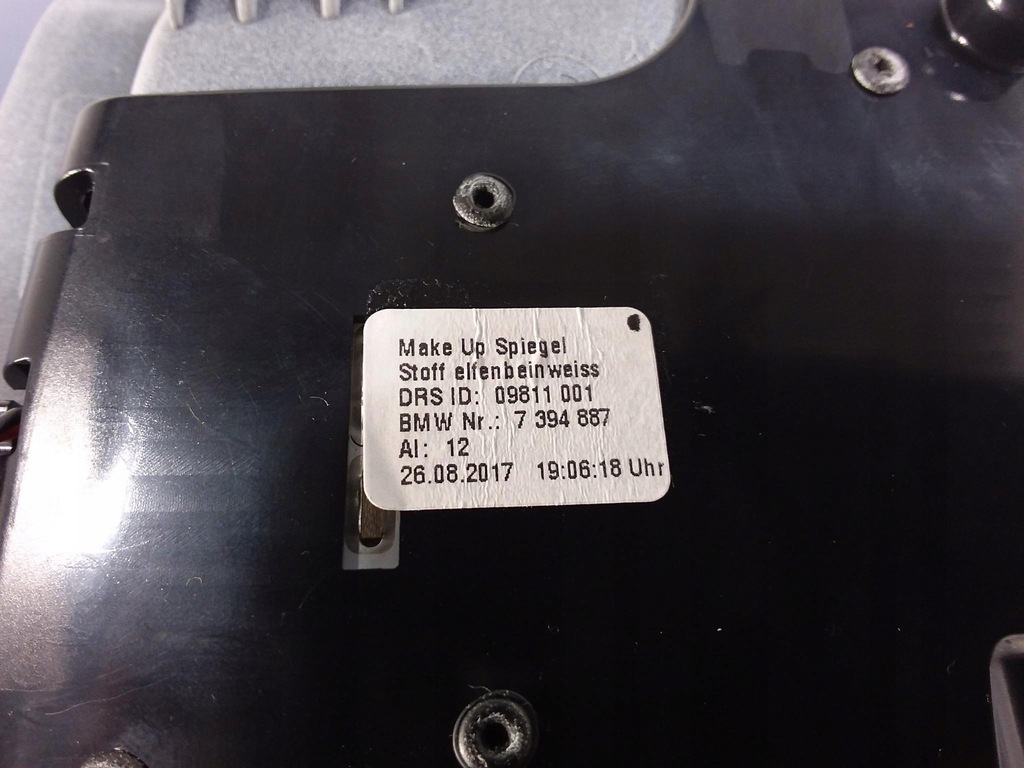 Make Up Spiegel
Stoff elfenbeinweiss
DRS ID: 09811 001
BMW Nr.: 7 394 887
AI: 12
26.08.2017 19:06:18 Uhr